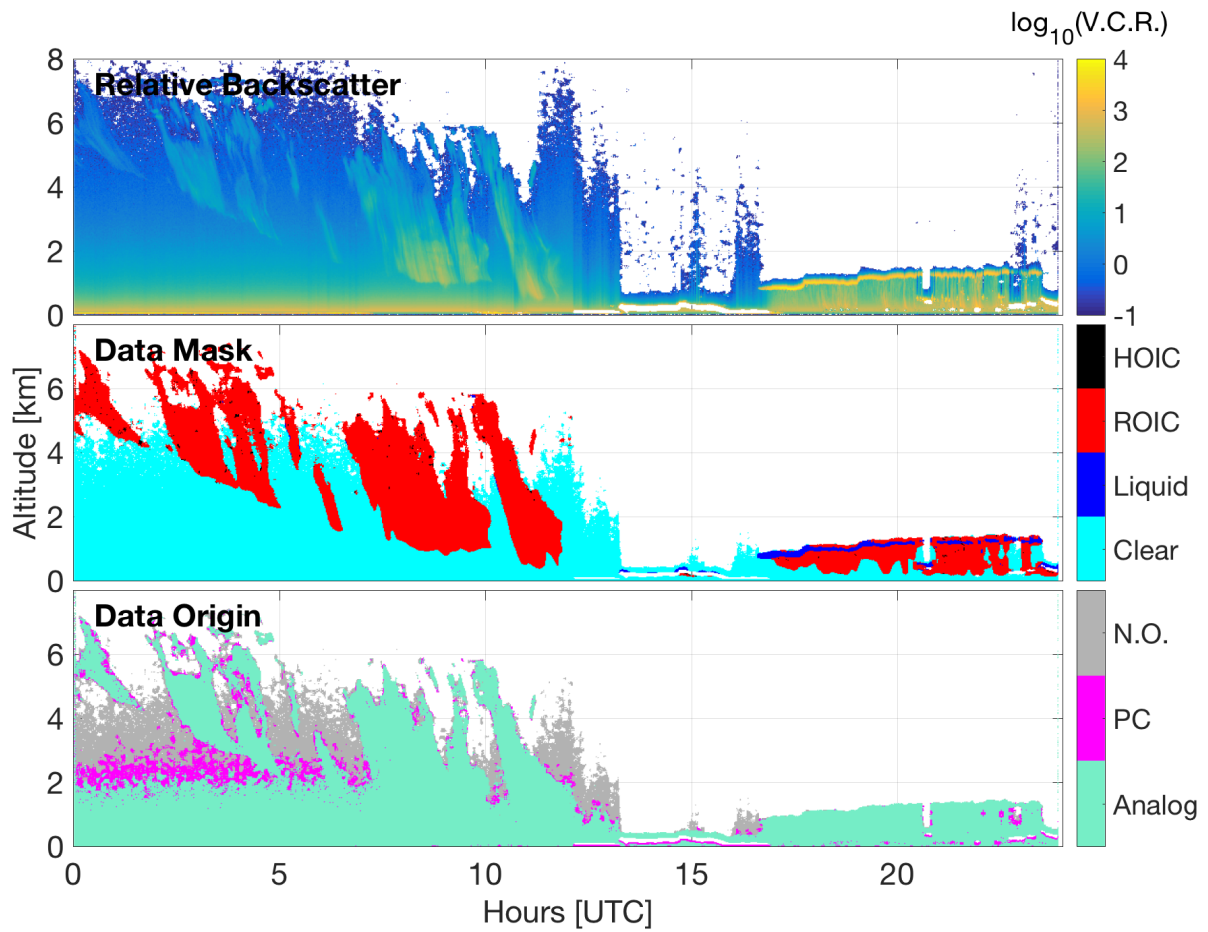 log10(V.C.R.)
Relative Backscatter
8
6
4
2
0
4
3
2
1
0
-1
Data Mask
6
4
2
0
HOIC
ROIC
Liquid
Clear
Altitude [km]
Data Origin
6
4
2
0
N.O.
PC
Analog
0 5 10 15 20
Hours [UTC]